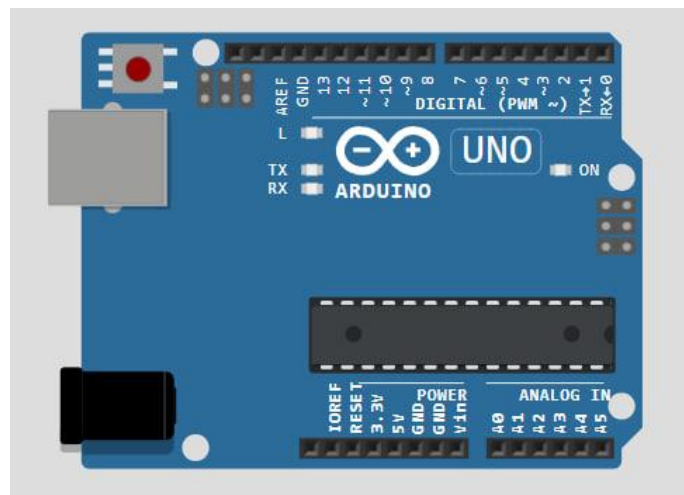 AREF
GND
13
12
~11
~10
~9
8
7
~6
~5
4
~3
2
TX→1
RX←0
DIGITAL (PWM ~)
L
TX
RX
UNO
ON
ARDUINO
POWER
ANALOG IN
IOREF
RESET
3.3V
5V
GND
GND
Vin
A0
A1
A2
A3
A4
A5